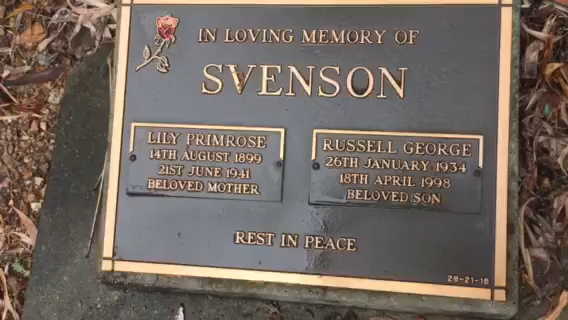 IN LOVING MEMORY OF
SVENSON
LILY PRIMROSE
14TH AUGUST 1899
21ST JUNE 1941
BELOVED MOTHER
RUSSELL GEORGE
26TH JANUARY 1934
18TH APRIL 1998
BELOVED SON
REST IN PEACE
28-21-16